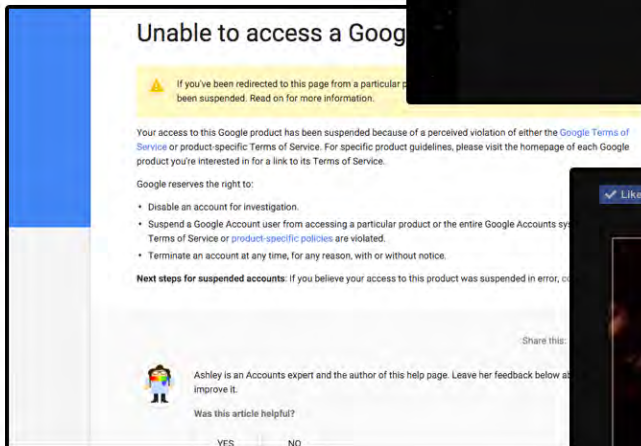 Unable to access a Goog
If you've been redirected to this page from a particular p
been suspended. Read on for more information.
Your access to this Google product has been suspended because of a perceived violation of either the Google Terms of
Service or product-specific Terms of Service. For specific product guidelines, please visit the homepage of each Google
product you're interested in for a link to its Terms of Service.
Google reserves the right to:
• Disable an account for investigation.
• Suspend a Google Account user from accessing a particular product or the entire Google Accounts sy
Terms of Service or product-specific policies are violated.
• Terminate an account at any time, for any reason, with or without notice.
Next steps for suspended accounts: If you believe your access to this product was suspended in error, co
Like
Share this:
Ashley is an Accounts expert and the author of this help page. Leave her feedback below ab
improve it.
Was this article helpful?
YES NO